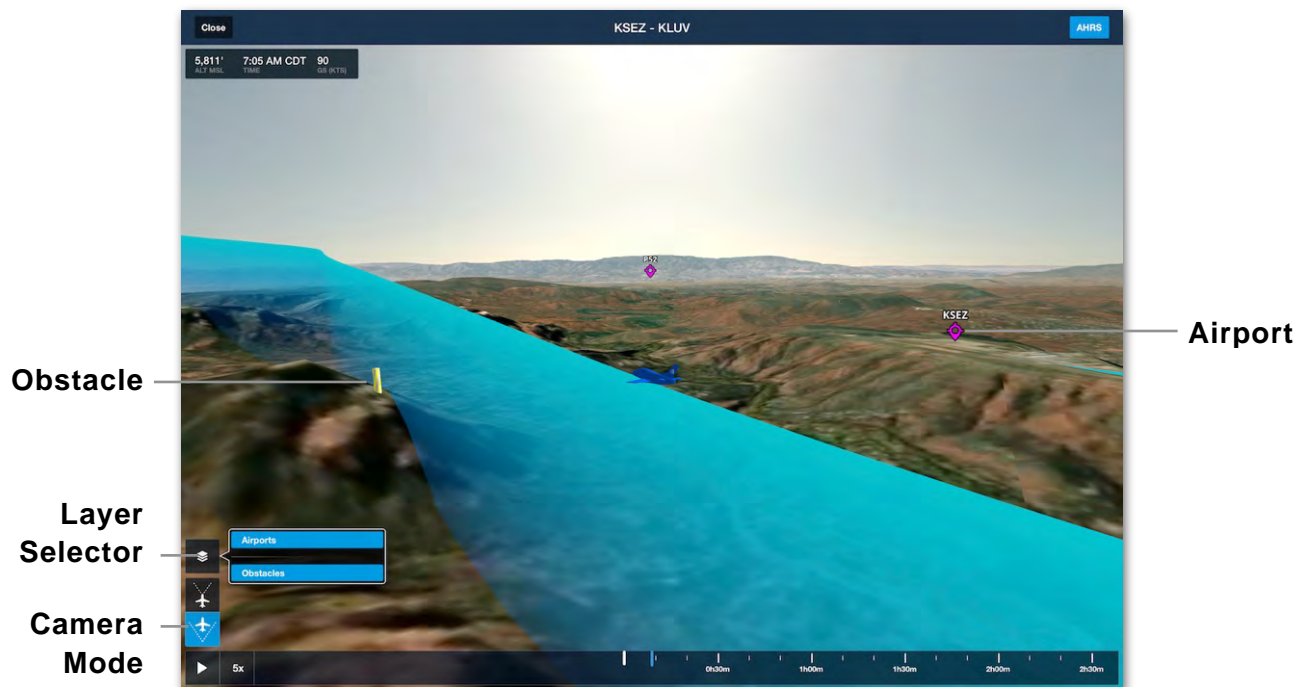 Close
KSEZ - KLUV
AHRS
5,811' 7:05 AM CDT 90
ALT MSL TIME GS (KTS)
KSEZ
Airport
Obstacle
Layer
Selector
Airports
Obstacles
Camera
Mode
5x
0h30m 1h00m 1h30m 2h00m 2h30m